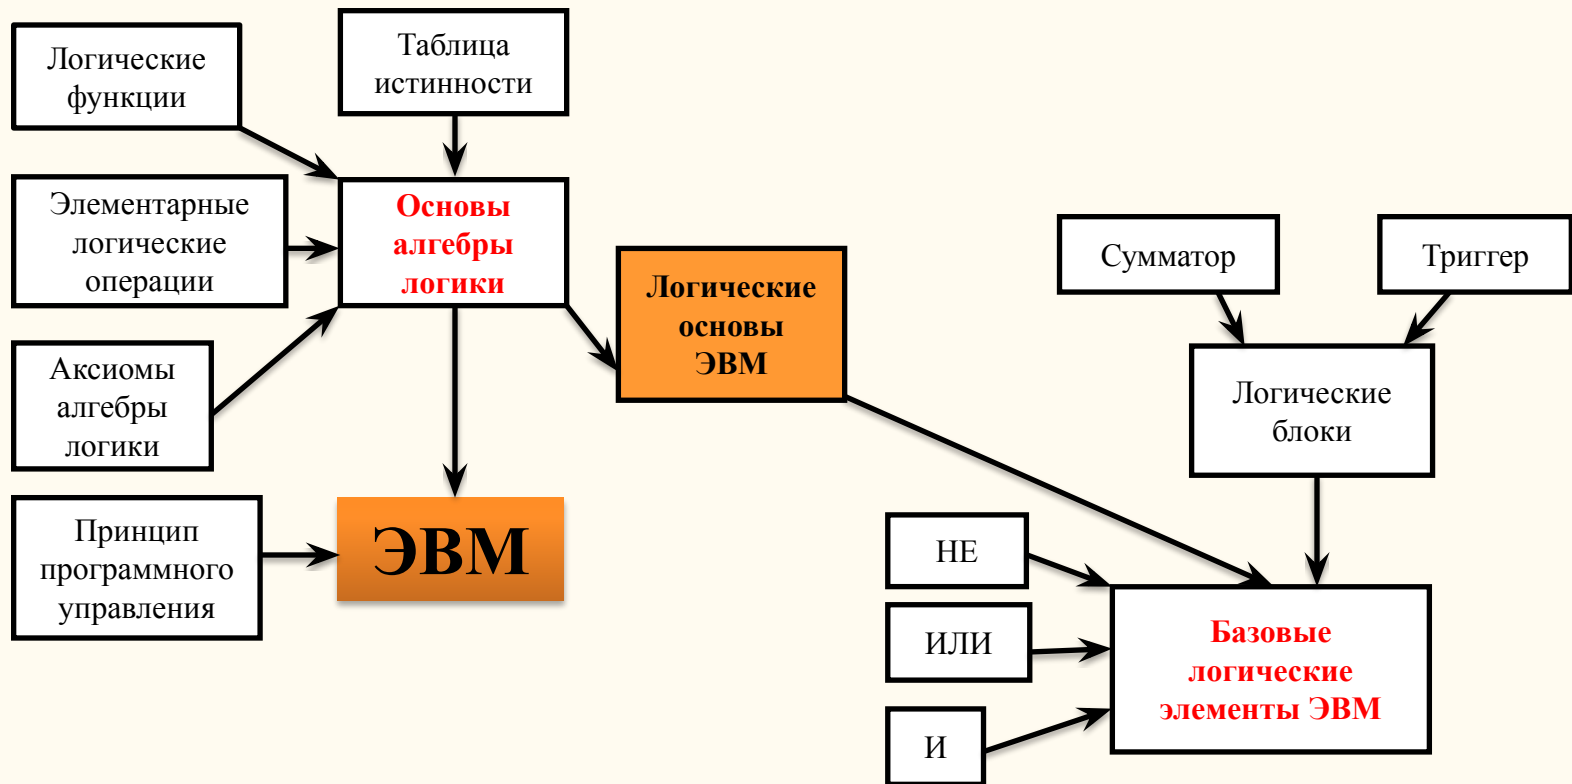 Логические
функции
Таблица
истинности
Элементарные
логические
операции
Основы
алгебры
логики
Аксиомы
алгебры
логики
Принцип
программного
управления
ЭВМ
Логические
основы
ЭВМ
Сумматор
Триггер
Логические
блоки
НЕ
ИЛИ
И
Базовые
логические
элементы ЭВМ